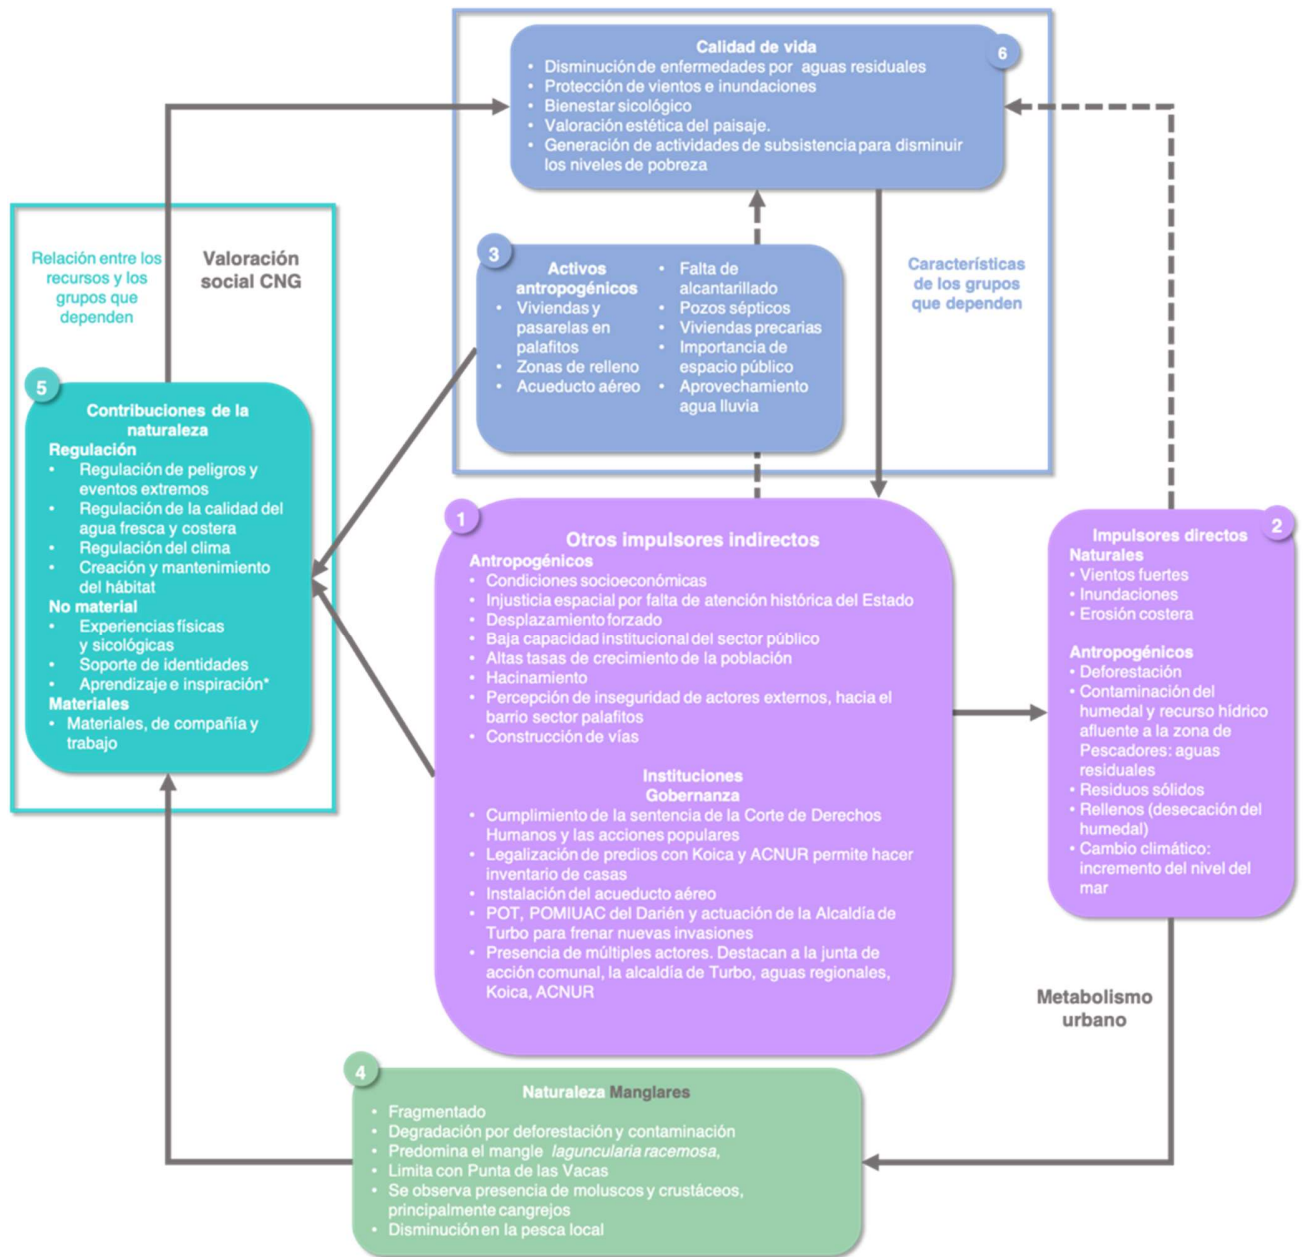 Calidad de vida
6
• Disminución de enfermedades por aguas residuales
• Protección de vientos e inundaciones
• Bienestar sicológico
• Valoración estética del paisaje.
• Generación de actividades de subsistencia para disminuir
los niveles de pobreza
Relación entre los
recursos y los
grupos que
dependen
Valoración
social CNG
3
Activos
antropogénicos
• Viviendas y
pasarelas en
palafitos
• Zonas de relleno
• Acueducto aéreo
• Falta de
alcantarillado
• Pozos sépticos
• Viviendas precarias
• Importancia de
espacio público
• Aprovechamiento
agua lluvia
Características
de los grupos
que dependen
5
Contribuciones de la
naturaleza
Regulación
• Regulación de peligros y
eventos extremos
• Regulación de la calidad del
agua fresca y costera
• Regulación del clima
• Creación y mantenimiento
del hábitat
No material
• Experiencias físicas
y sicológicas
• Soporte de identidades
• Aprendizaje e inspiración*
Materiales
• Materiales, de compañía y
trabajo
1
Otros impulsores indirectos
Antropogénicos
• Condiciones socioeconómicas
• Injusticia espacial por falta de atención histórica del Estado
• Desplazamiento forzado
• Baja capacidad institucional del sector público
• Altas tasas de crecimiento de la población
• Hacinamiento
• Percepción de inseguridad de actores externos, hacia el
barrio sector palafitos
• Construcción de vías
Instituciones
Gobernanza
• Cumplimiento de la sentencia de la Corte de Derechos
Humanos y las acciones populares
• Legalización de predios con Koica y ACNUR permite hacer
inventario de casas
• Instalación del acueducto aéreo
• POT, POMIUAC del Darién y actuación de la Alcaldía de
Turbo para frenar nuevas invasiones
• Presencia de múltiples actores. Destacan a la junta de
acción comunal, la alcaldía de Turbo, aguas regionales,
Koica, ACNUR
2
Impulsores directos
Naturales
• Vientos fuertes
• Inundaciones
• Erosión costera
Antropogénicos
• Deforestación
• Contaminación del
humedal y recurso hídrico
afluente a la zona de
Pescadores: aguas
residuales
• Residuos sólidos
• Rellenos (desecación del
humedal)
• Cambio climático:
incremento del nivel del
mar
Metabolismo
urbano
4
Naturaleza Manglares
• Fragmentado
• Degradación por deforestación y contaminación
• Predomina el mangle laguncularia racemosa,
• Limita con Punta de las Vacas
• Se observa presencia de moluscos y crustáceos,
principalmente cangrejos
• Disminución en la pesca local